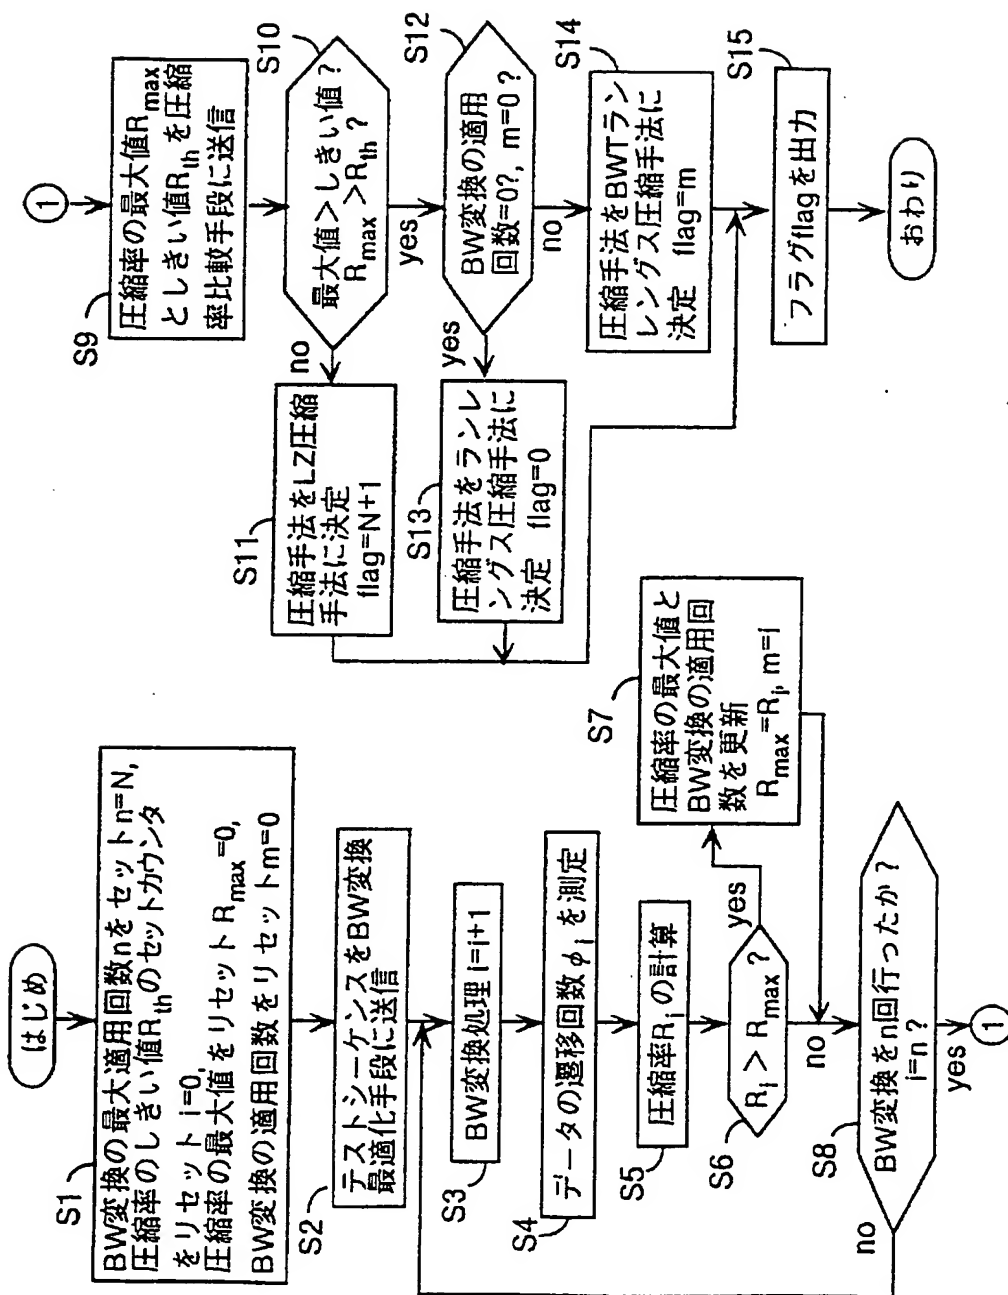 はじめ
S1
BW変換の最大適用回数nをセットn=N,
圧縮率のしきい値Rthのセットカウンタ
をリセット i=0,
圧縮率の最大値をリセットRmax=0,
BW変換の適用回数をリセットm=0
S2
テストシーケンスをBW変換
最適化手段に送信
S3
BW変換処理 i=i+1
S4
データの遷移回数φiを測定
S5
圧縮率Riの計算
S6
Ri > Rmax ?
yes
no
S7
圧縮率の最大値と
BW変換の適用回
数を更新
Rmax=Ri, m=i
S8
BW変換をn回行ったか?
i=n ?
no
yes
1
1
S9
圧縮率の最大値Rmax
としきい値Rthを圧縮
率比較手段に送信
S10
最大値>しきい値?
Rmax>Rth ?
no
yes
S11
圧縮手法をLZ圧縮
手法に決定
flag=N+1
S12
BW変換の適用
回数=0?, m=0 ?
yes
no
S13
圧縮手法をランレ
ングス圧縮手法に
決定 flag=0
S14
圧縮手法をBWTラン
レングス圧縮手法に
決定 flag=m
S15
フラグflagを出力
おわり